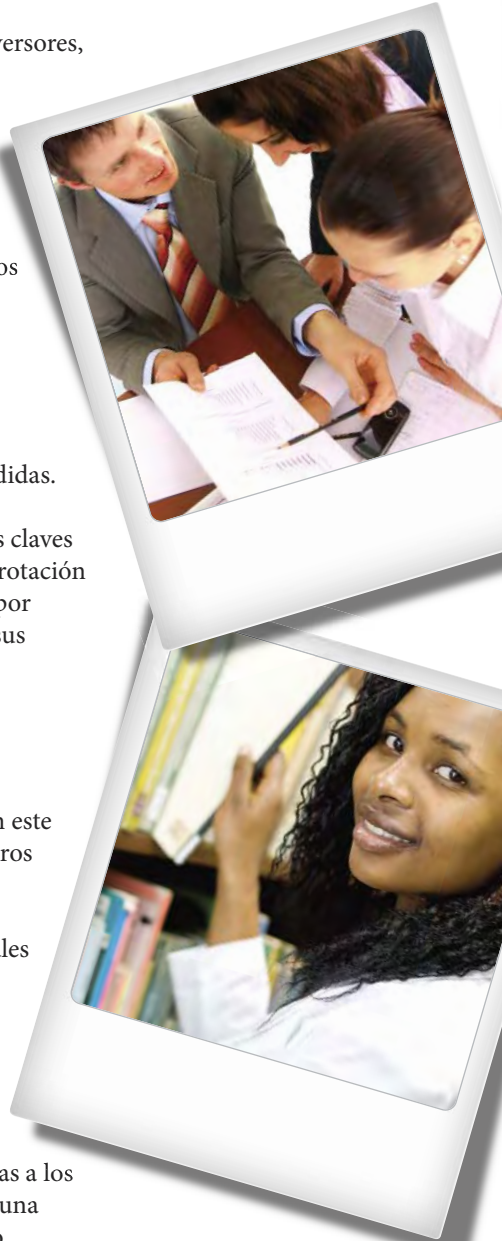 versores,
os
didas.
s claves
rotación
por
sus
n este
ros
les
as a los
una